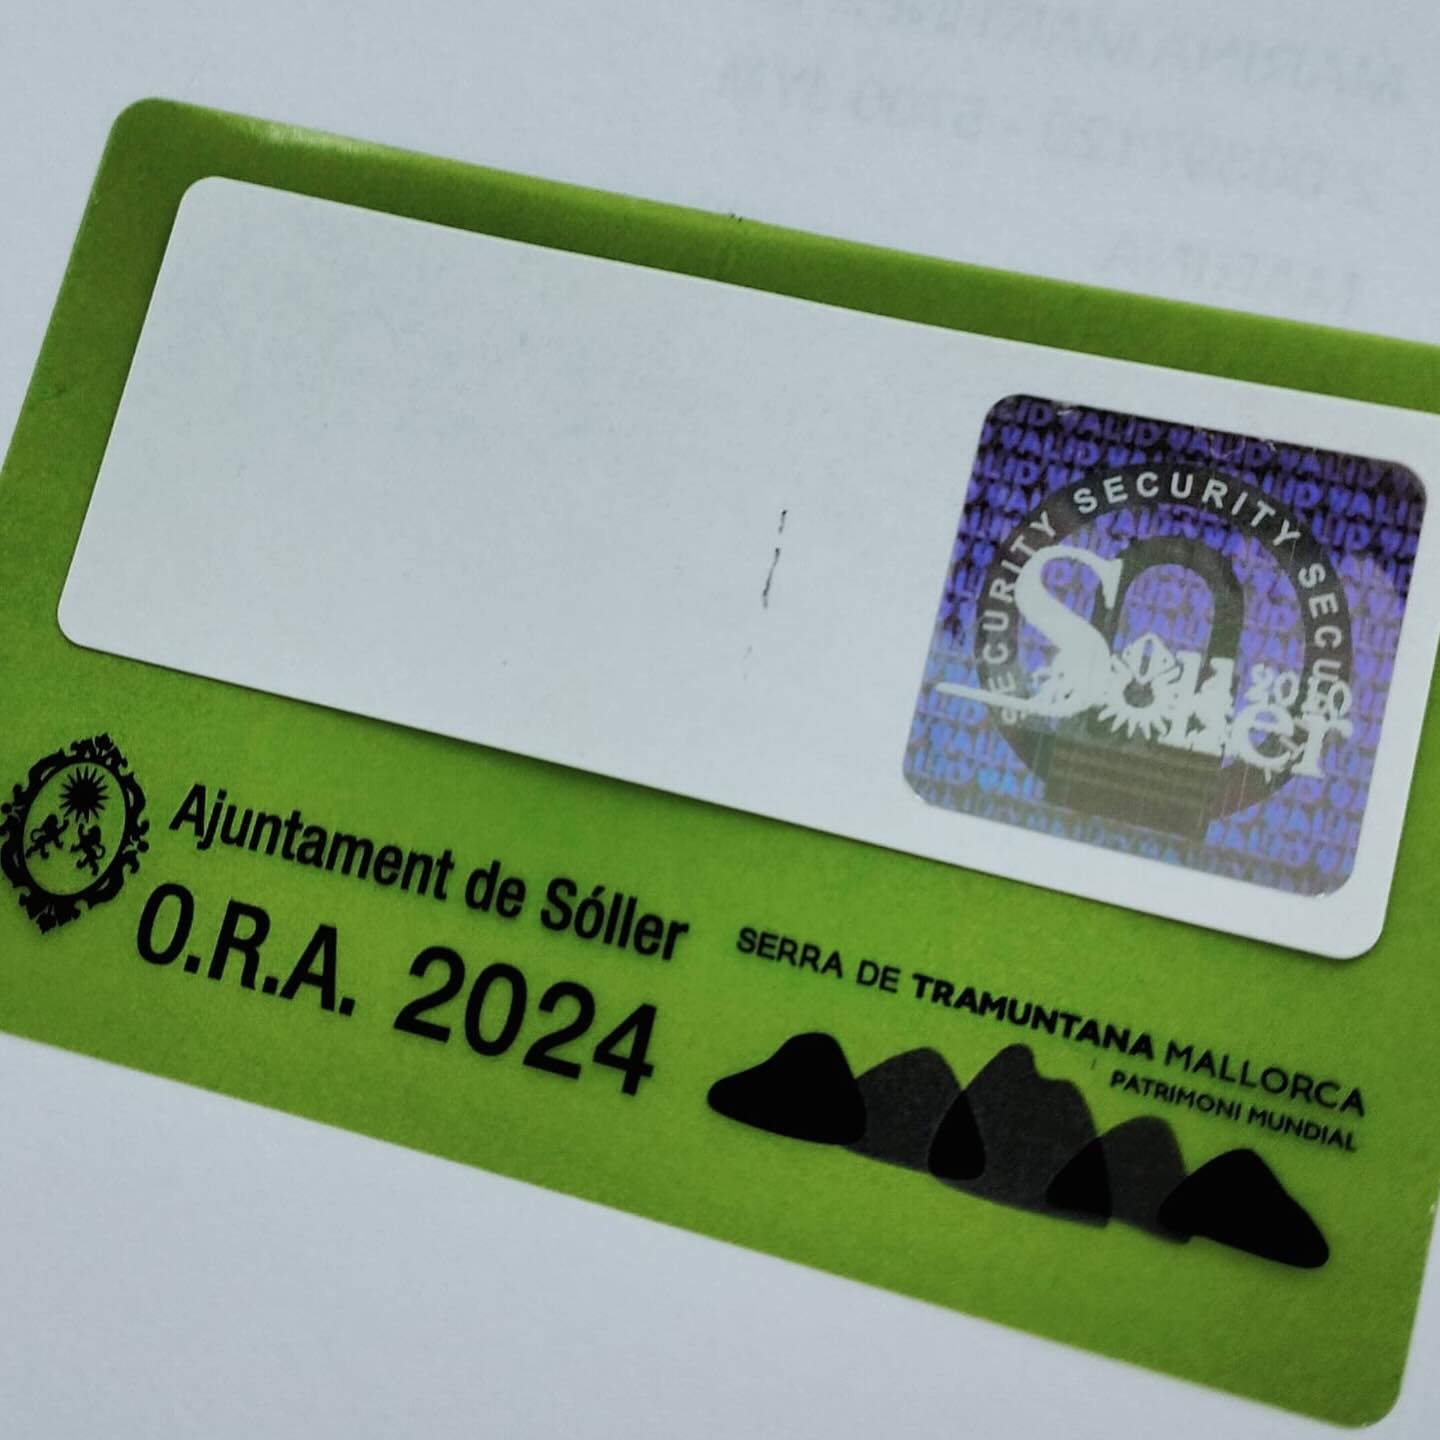 SECURITY SECURITY SECU
Sóller
Ajuntament de Sóller
O.R.A. 2024
SERRA DE TRAMUNTANA MALLORCA
PATRIMONI MUNDIAL